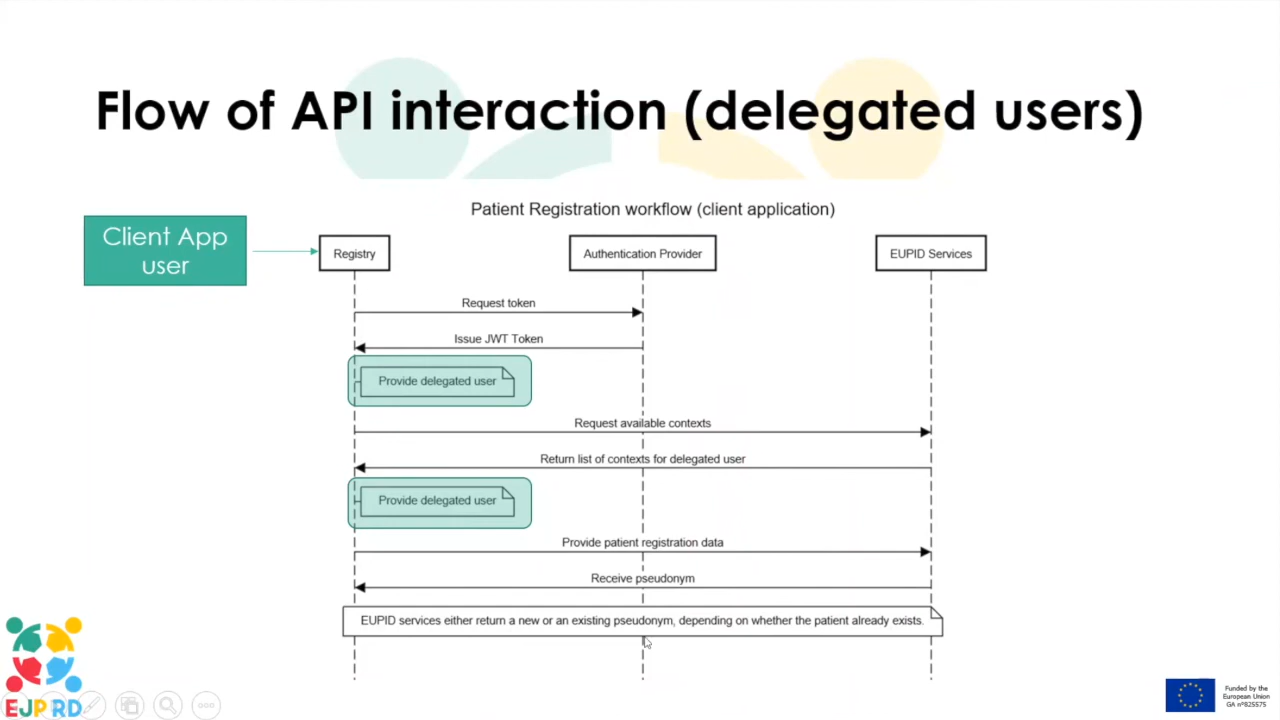 Flow of API interaction (delegated users)
Patient Registration workflow (client application)
Client App
user
Registry
Authentication Provider
EUPID Services
Request token
Issue JWT Token
Provide delegated user
Request available contexts
Return list of contexts for delegated user
Provide delegated user
Provide patient registration data
Receive pseudonym
EUPID services either return a new or an existing pseudonym, depending on whether the patient already exists.
EJP RD
Funded by the
European Union
GA n°825575